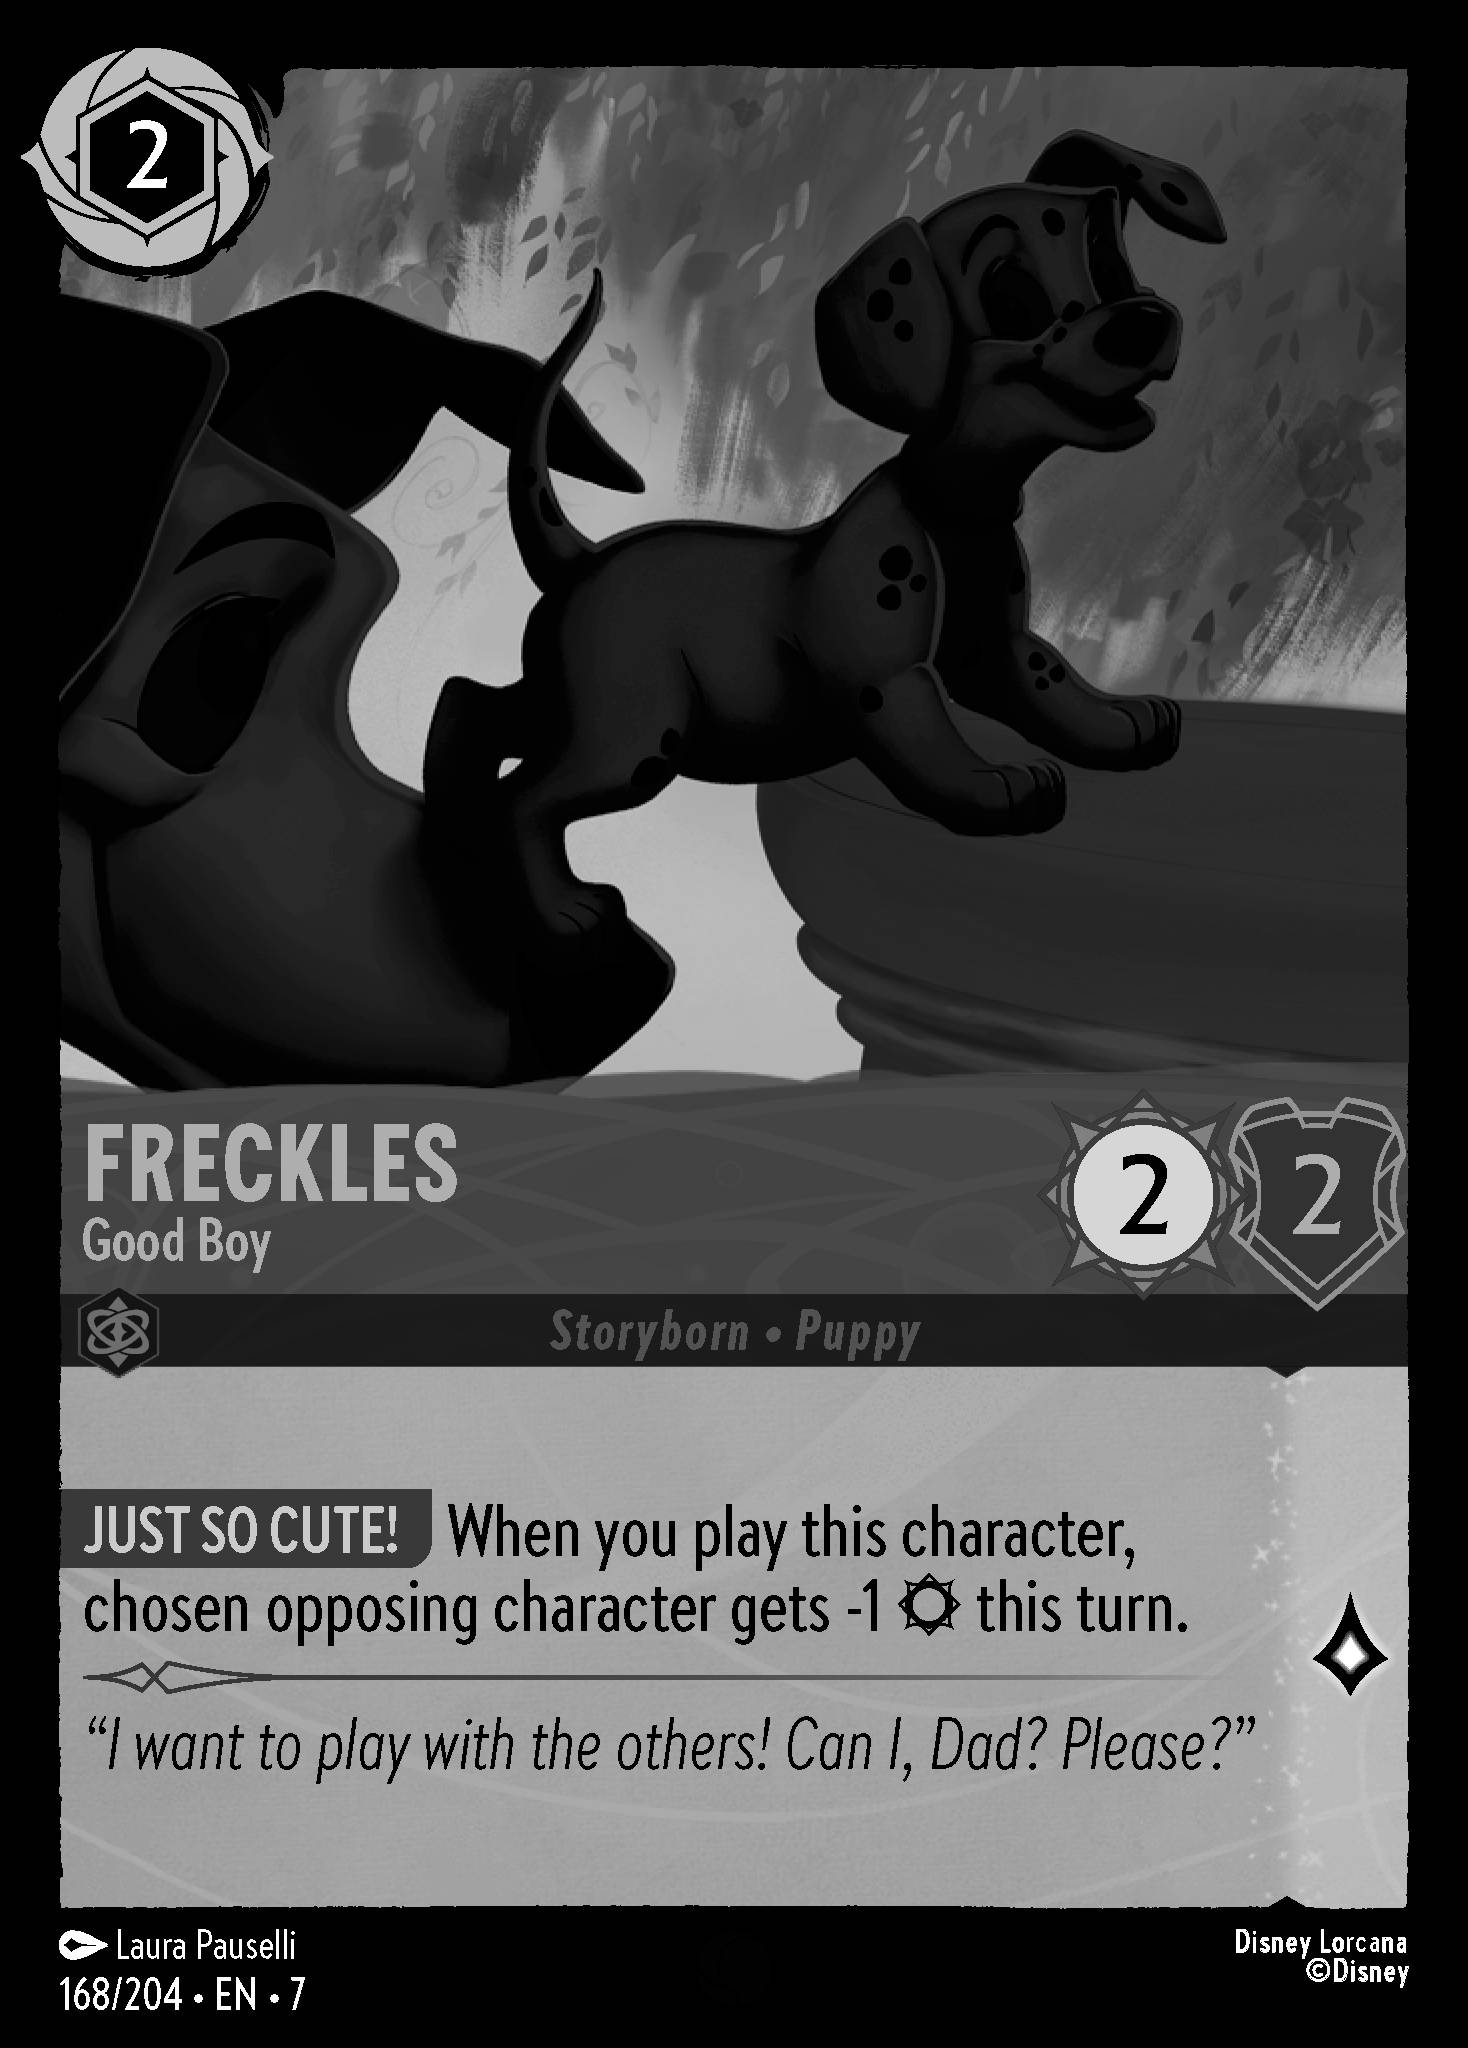 2
FRECKLES
Good Boy
2 2
Storyborn • Puppy
JUST SO CUTE! When you play this character,
chosen opposing character gets -1 this turn.
“I want to play with the others! Can I, Dad? Please?”
Laura Pauselli
168/204 • EN • 7
Disney Lorcana
©Disney